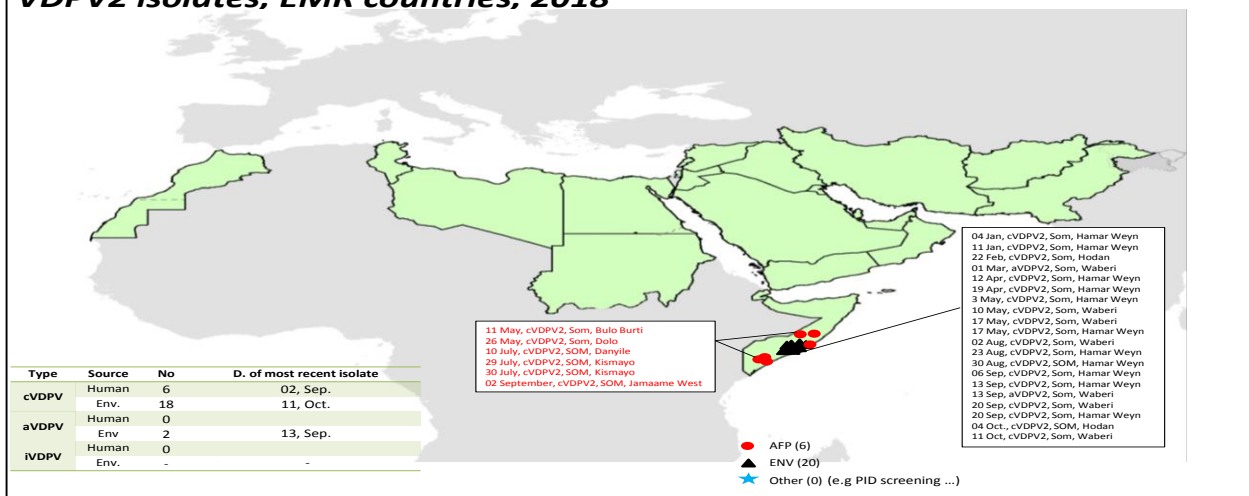 VDPV2 isolates, EMR countries, 2018
04 Jan, cVDPV2, Som, Hamar Weyn
11 Jan, cVDPV2, Som, Hamar Weyn
22 Feb, cVDPV2, Som, Hodan
01 Mar, aVDPV2, Som, Waberi
12 Apr, cVDPV2, Som, Hamar Weyn
19 Apr, cVDPV2, Som, Hamar Weyn
3 May, cVDPV2, Som, Hamar Weyn
10 May, cVDPV2, Som, Waberi
17 May, cVDPV2, Som, Waberi
17 May, cVDPV2, Som, Hamar Weyn
02 Aug, cVDPV2, Som, Waberi
23 Aug, cVDPV2, Som, Hamar Weyn
30 Aug, cVDPV2, SOM, Hamar Weyn
06 Sep, cVDPV2, Som, Hamar Weyn
13 Sep, cVDPV2, Som, Hamar Weyn
13 Sep, aVDPV2, Som, Waberi
20 Sep, cVDPV2, Som, Waberi
20 Sep, cVDPV2, Som, Hamar Weyn
04 Oct., cVDPV2, SOM, Hodan
11 Oct, cVDPV2, Som, Waberi
11 May, cVDPV2, Som, Bulo Burti
26 May, cVDPV2, Som, Dolo
10 July, cVDPV2, SOM, Danyile
29 July, cVDPV2, SOM, Kismayo
30 July, cVDPV2, SOM, Kismayo
02 September, cVDPV2, SOM, Jamaame West
Type Source No D. of most recent isolate
cVDPV Human 6 02, Sep.
Env. 18 11, Oct.
aVDPV Human 0
Env 2 13, Sep.
iVDPV Human 0
Env. - -
AFP (6)
ENV (20)
Other (0) (e.g PID screening ...)